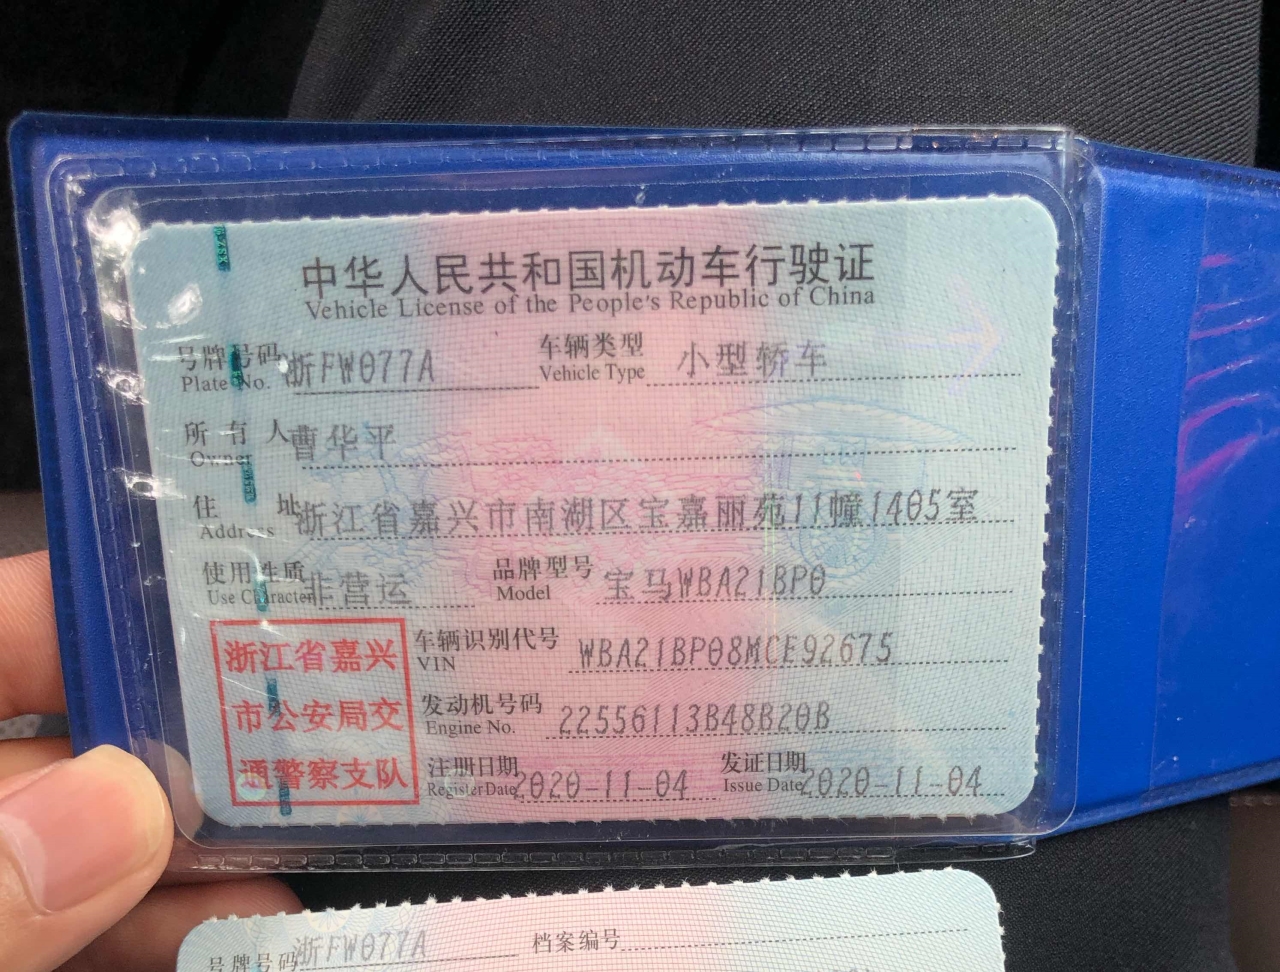 中华人民共和国机动车行驶证
Vehicle License of the People's Republic of China
号牌号码 浙FW077A 车辆类型 小型轿车
Plate No. Vehicle Type
所有人 曹华平
Owner
住址 浙江省嘉兴市南湖区宝嘉丽苑11幢1405室
Address
使用性质 非营运 品牌型号 宝马WBA21BP0
Use Character Model
浙江省嘉兴
市公安局交
通警察支队
车辆识别代号 WBA21BP08MCE92675
VIN
发动机号码 22556113B48B20B
Engine No.
注册日期 2020-11-04 发证日期 2020-11-04
Register Date Issue Date
号牌号码 浙FW077A 档案编号